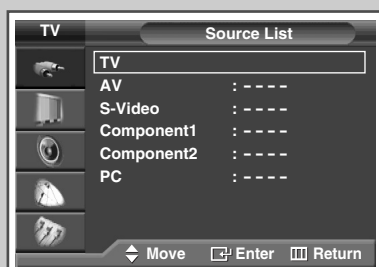 TV
Source List
TV
AV : - - - -
S-Video : - - - -
Component1 : - - - -
Component2 : - - - -
PC : - - - -
Move Enter Return